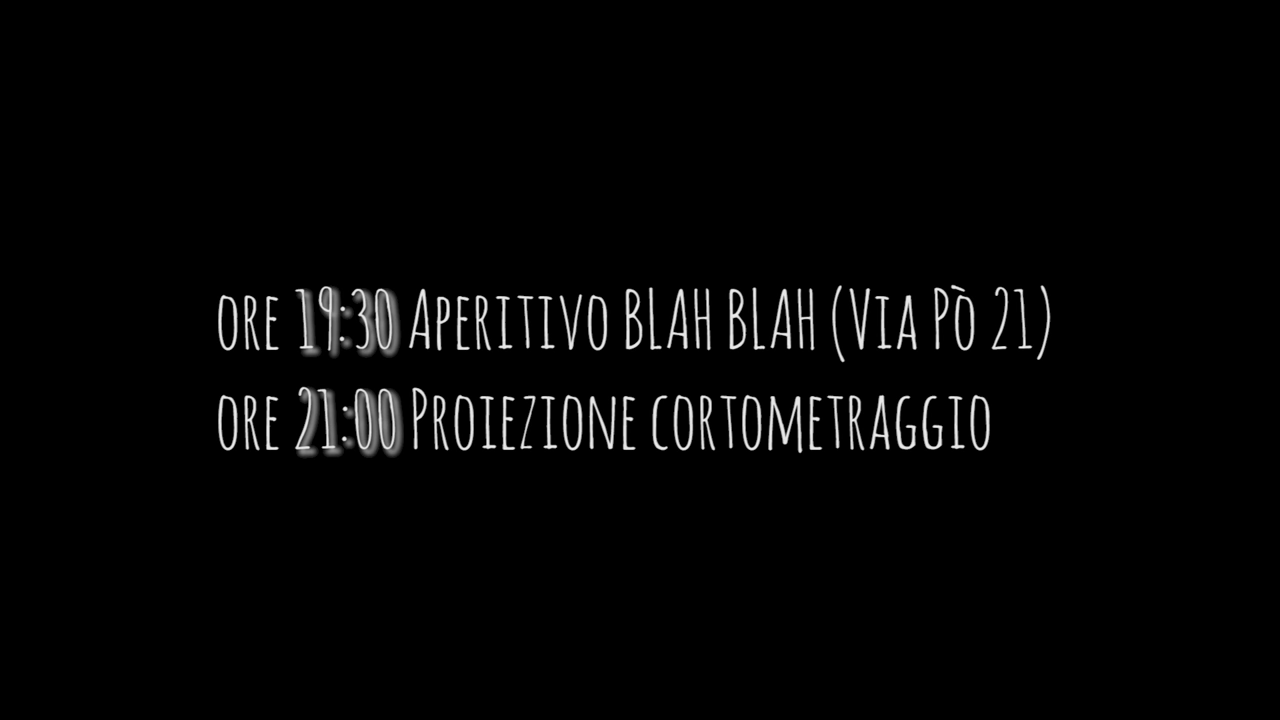 ore 19:30 Aperitivo BLAH BLAH (Via Pò 21)
ore 21:00 Proiezione cortometraggio